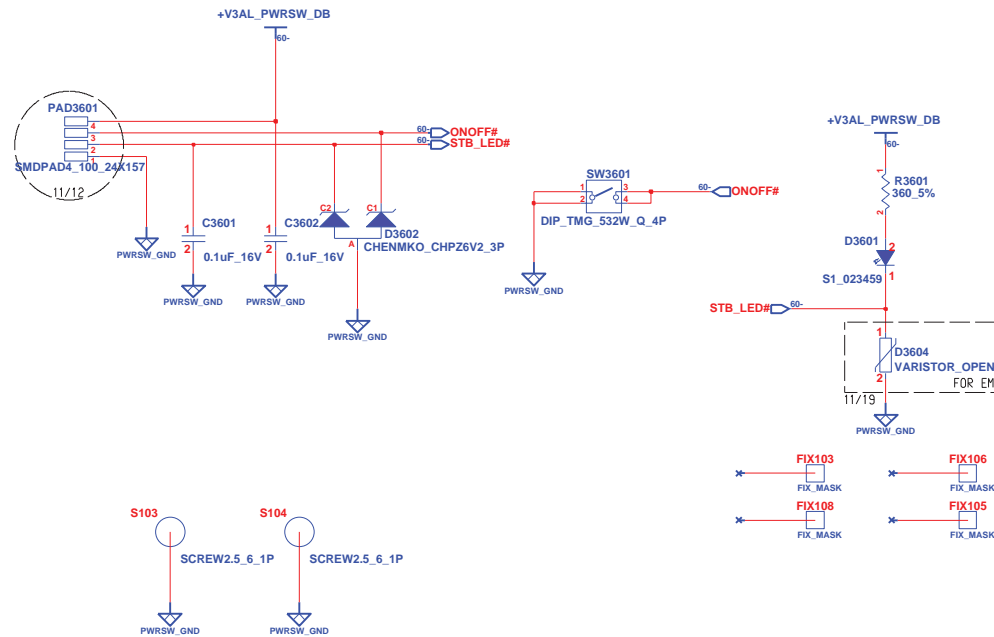 +V3AL_PWRSW_DB
60-
PAD3601
4
3
2
1
SMDPAD4_100_24X157
11/12
60-
ONOFF#
60-
STB_LED#
PWRSW_GND
C3601
1
2
0.1uF_16V
PWRSW_GND
C3602
1
2
0.1uF_16V
PWRSW_GND
C2
C1
A
D3602
CHENMKO_CHPZ6V2_3P
PWRSW_GND
SW3601
1
2
3
4
DIP_TMG_532W_Q_4P
60-
ONOFF#
PWRSW_GND
+V3AL_PWRSW_DB
60-
1
R3601
360_5%
2
D3601
2
S1_023459
1
STB_LED#
60-
1
D3604
VARISTOR_OPEN
2
FOR EM
11/19
PWRSW_GND
FIX103
FIX_MASK
FIX106
FIX_MASK
FIX108
FIX_MASK
FIX105
FIX_MASK
S103
SCREW2.5_6_1P
PWRSW_GND
S104
SCREW2.5_6_1P
PWRSW_GND